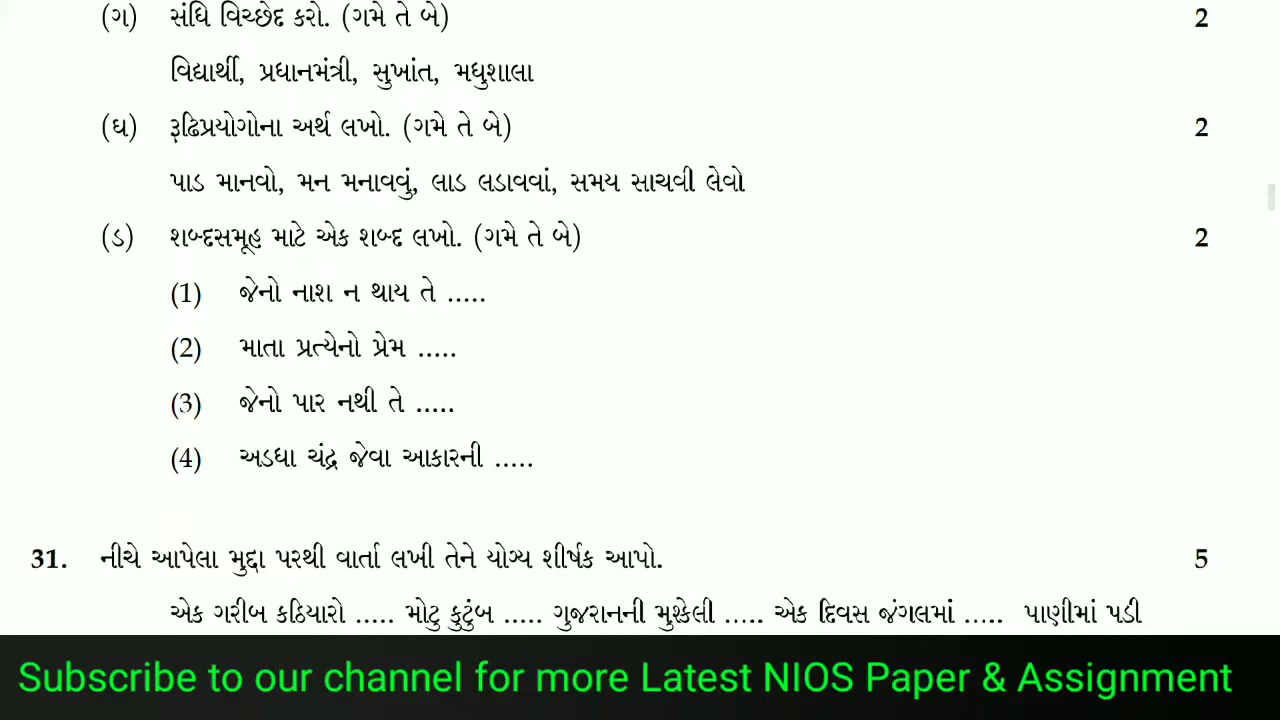 (ગ) સંધિ વિચ્છેદ કરો. (ગમે તે બે) 2
વિદ્યાર્થી, પ્રધાનમંત્રી, સુખાંત, મધુશાલા
(ઘ) રૂઢિપ્રયોગોના અર્થ લખો. (ગમે તે બે) 2
પાડ માનવો, મન મનાવવું, લાડ લડાવવાં, સમય સાચવી લેવો
(ડ) શબ્દસમૂહ માટે એક શબ્દ લખો. (ગમે તે બે) 2
(1) જેનો નાશ ન થાય તે .....
(2) માતા પ્રત્યેનો પ્રેમ .....
(3) જેનો પાર નથી તે .....
(4) અડધા ચંદ્ર જેવા આકારની .....
31. નીચે આપેલા મુદ્દા પરથી વાર્તા લખી તેને યોગ્ય શીર્ષક આપો. 5
એક ગરીબ કઠિયારો ..... મોટુ કુટુંબ ..... ગુજરાનની મુશ્કેલી ..... એક દિવસ જંગલમાં ..... પાણીમાં પડી
Subscribe to our channel for more Latest NIOS Paper & Assignment